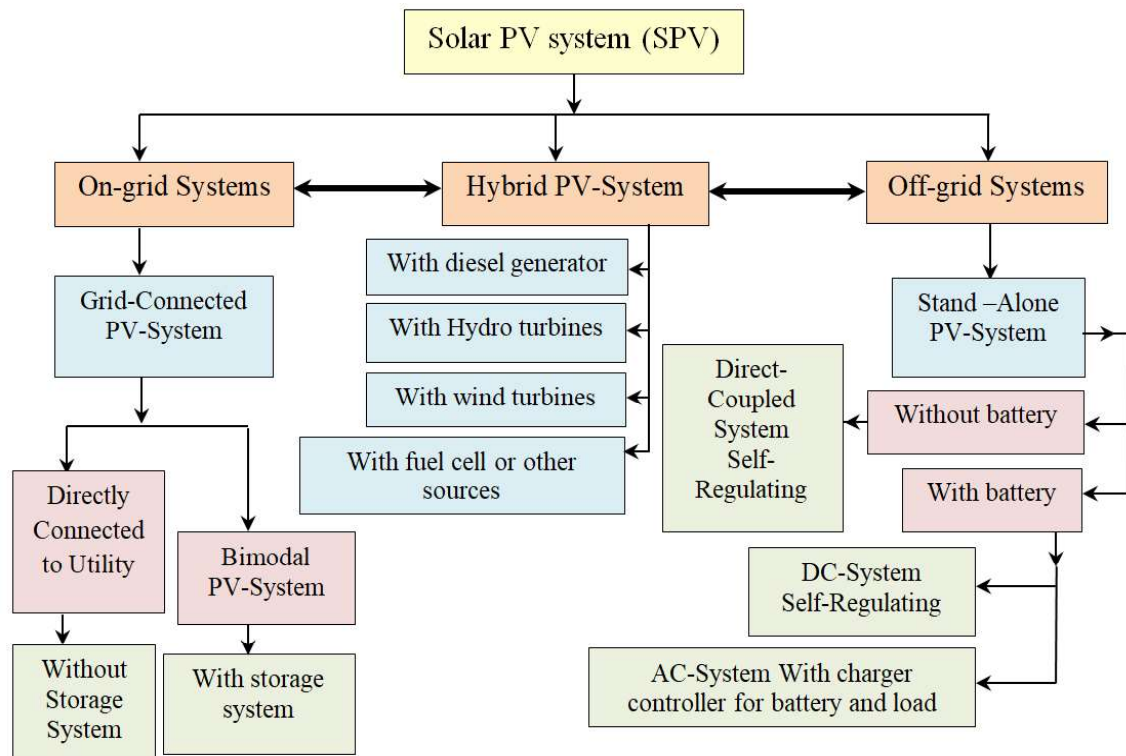 Solar PV system (SPV)
On-grid Systems
Hybrid PV-System
Off-grid Systems
With diesel generator
Grid-Connected
PV-System
Stand –Alone
PV-System
With Hydro turbines
Direct-
Coupled
System
Self-
Regulating
With wind turbines
Without battery
With fuel cell or other
sources
With battery
Directly
Connected
to Utility
Bimodal
PV-System
DC-System
Self-Regulating
Without
Storage
System
With storage
system
AC-System With charger
controller for battery and load